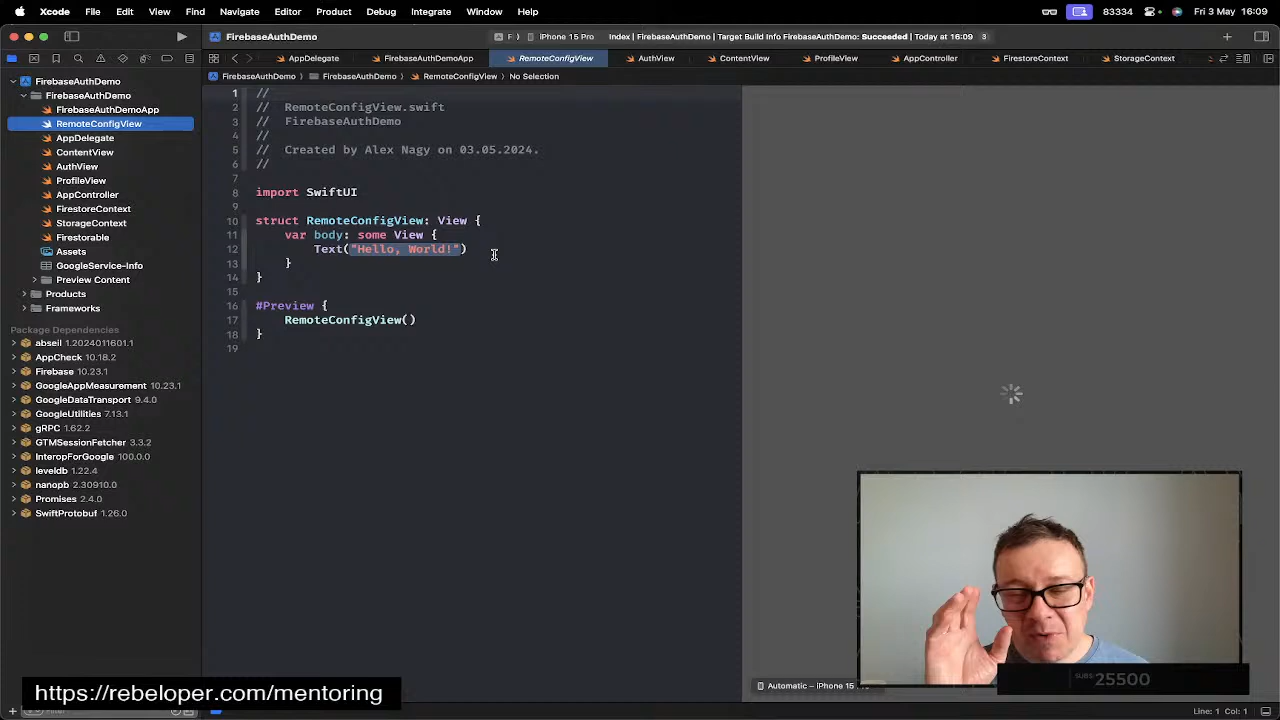 Xcode File Edit View Find Navigate Editor Product Debug Integrate Window Help 83334 Fri 3 May 16:09
FirebaseAuthDemo iPhone 15 Pro Index | FirebaseAuthDemo | Target Build Info FirebaseAuthDemo: Succeeded | Today at 16:09 3
AppDelegate FirebaseAuthDemoApp RemoteConfigView AuthView ContentView ProfileView AppController FirestoreContext StorageContext
FirebaseAuthDemo FirebaseAuthDemo RemoteConfigView No Selection
FirebaseAuthDemo
FirebaseAuthDemo
FirebaseAuthDemoApp
RemoteConfigView
AppDelegate
ContentView
AuthView
ProfileView
AppController
FirestoreContext
StorageContext
Firestorable
Assets
GoogleService-Info
Preview Content
Products
Frameworks
Package Dependencies
abseil 1.2024011601.1
AppCheck 10.18.2
Firebase 10.23.1
GoogleAppMeasurement 10.23.1
GoogleDataTransport 9.4.0
GoogleUtilities 7.13.1
gRPC 1.62.2
GTMSessionFetcher 3.3.2
InteropForGoogle 100.0.0
leveldb 1.22.4
nanopb 2.30910.0
Promises 2.4.0
SwiftProtobuf 1.26.0
1 //
2 // RemoteConfigView.swift
3 // FirebaseAuthDemo
4 //
5 // Created by Alex Nagy on 03.05.2024.
6 //
7
8 import SwiftUI
9
10 struct RemoteConfigView: View {
11 var body: some View {
12 Text("Hello, World!")
13 }
14 }
15
16 #Preview {
17 RemoteConfigView()
18 }
19
SUBS 25500
Automatic – iPhone 15
https://rebeloper.com/mentoring
Line: 1 Col: 1